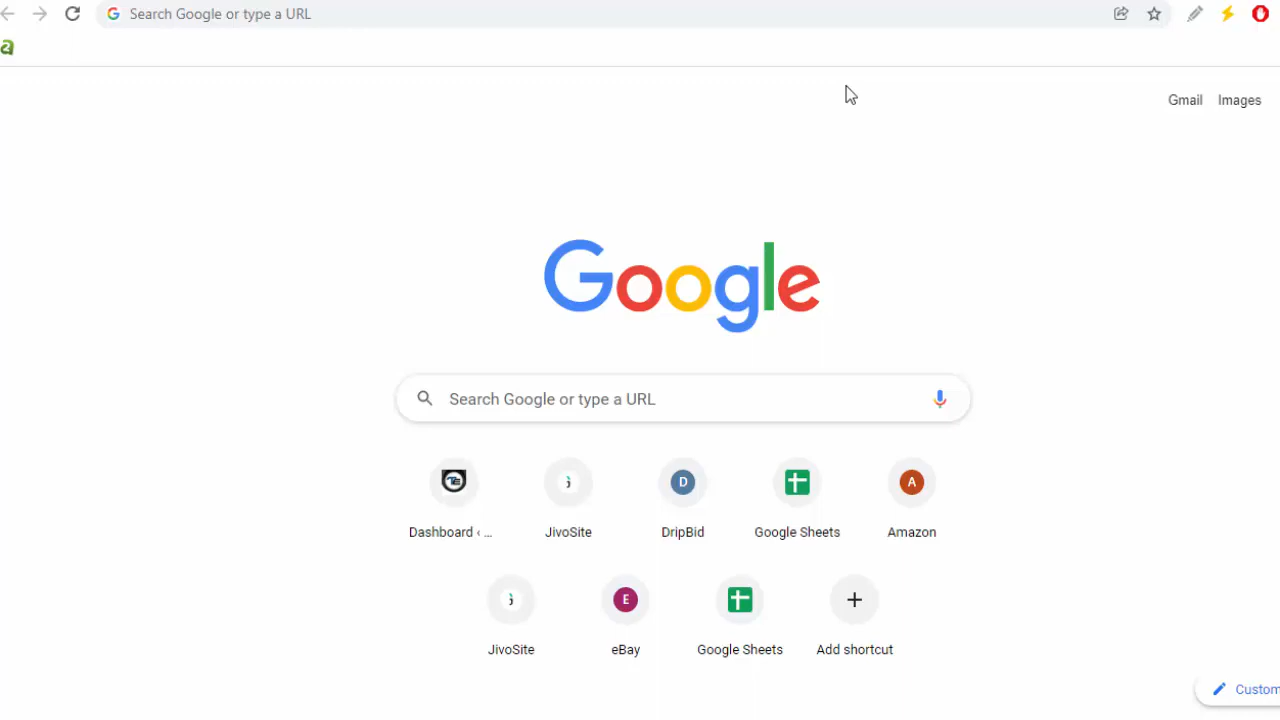 Search Google or type a URL
Gmail Images
Google
Search Google or type a URL
Dashboard ‹ ... JivoSite D DripBid Google Sheets A Amazon
JivoSite E eBay Google Sheets Add shortcut
Custom